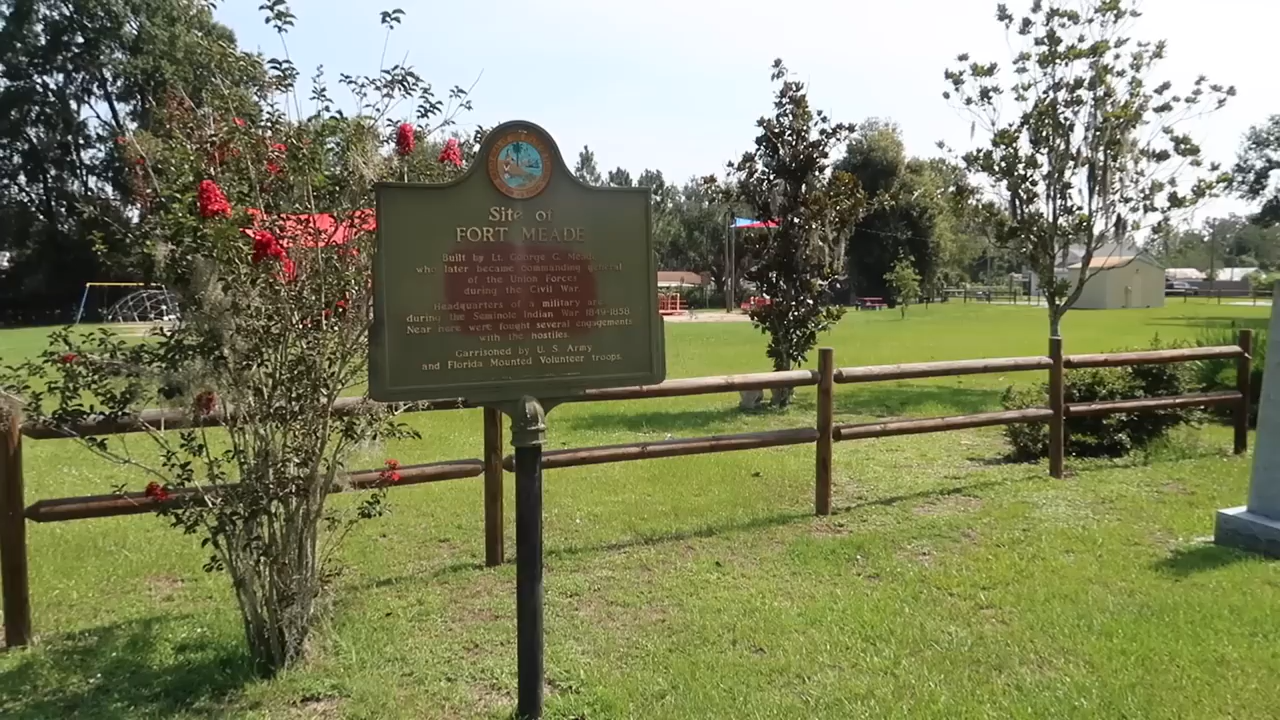 Site of
FORT MEADE
Built by Lt. George G. Meade
who later became commanding general
of the Union Forces
during the Civil War.
Headquarters of a military area
during the Seminole Indian War 1849-1858
Near here were fought several engagements
with the hostiles.
Garrisoned by U. S. Army
and Florida Mounted Volunteer troops.